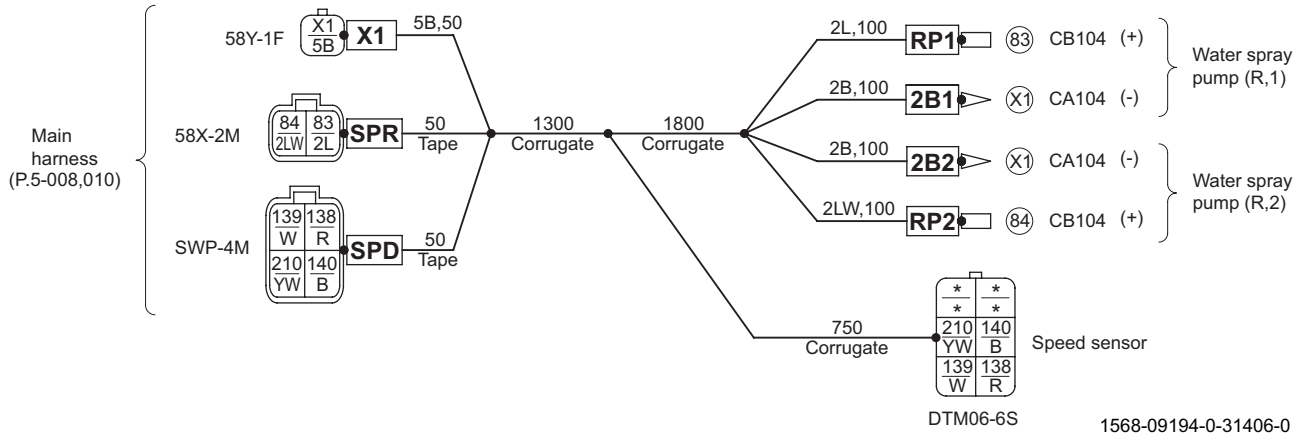 Main
harness
(P.5-008,010)
58Y-1F
X1
5B
X1
5B,50
58X-2M
84 83
2LW 2L
SPR
50
Tape
SWP-4M
139 138
W R
210 140
YW B
SPD
50
Tape
1300
Corrugate
1800
Corrugate
2L,100
RP1
83 CB104 (+)
2B,100
2B1
X1 CA104 (-)
Water spray
pump (R,1)
2B,100
2B2
X1 CA104 (-)
2LW,100
RP2
84 CB104 (+)
Water spray
pump (R,2)
750
Corrugate
* *
* *
210 140
YW B
139 138
W R
Speed sensor
DTM06-6S
1568-09194-0-31406-0